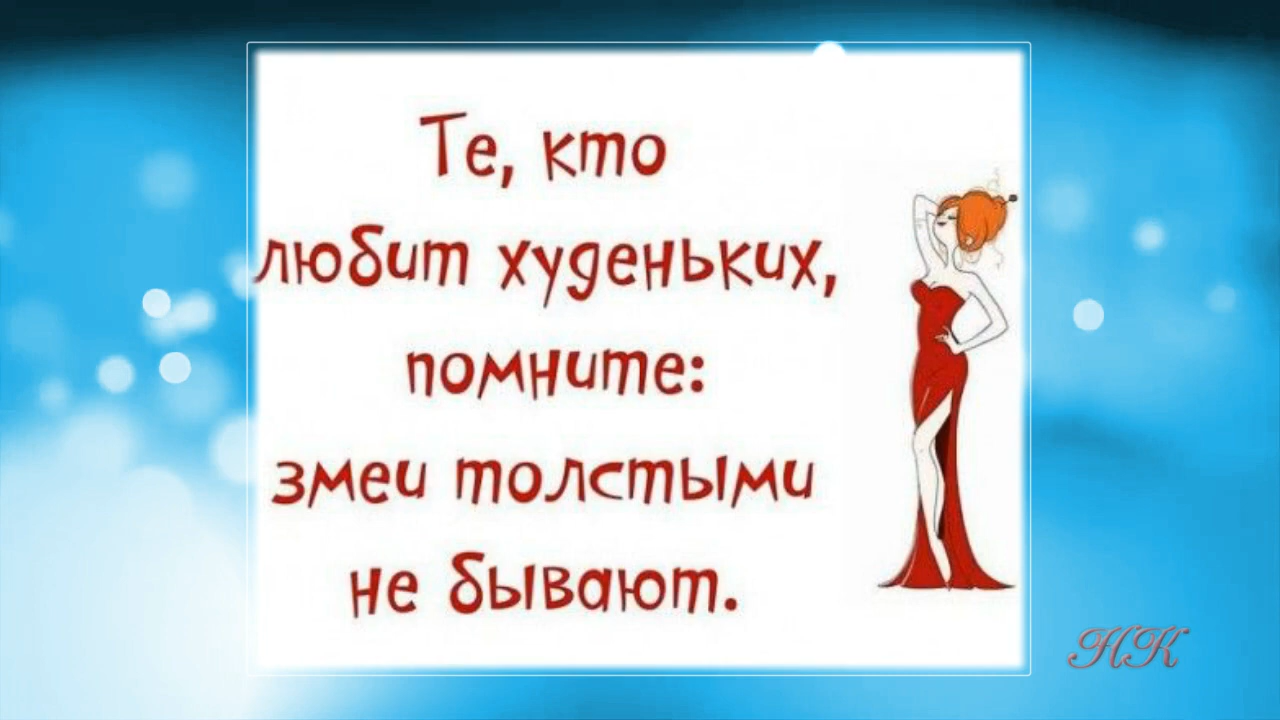 Те, кто
любит худеньких,
помните:
змеи толстыми
не бывают.
НК